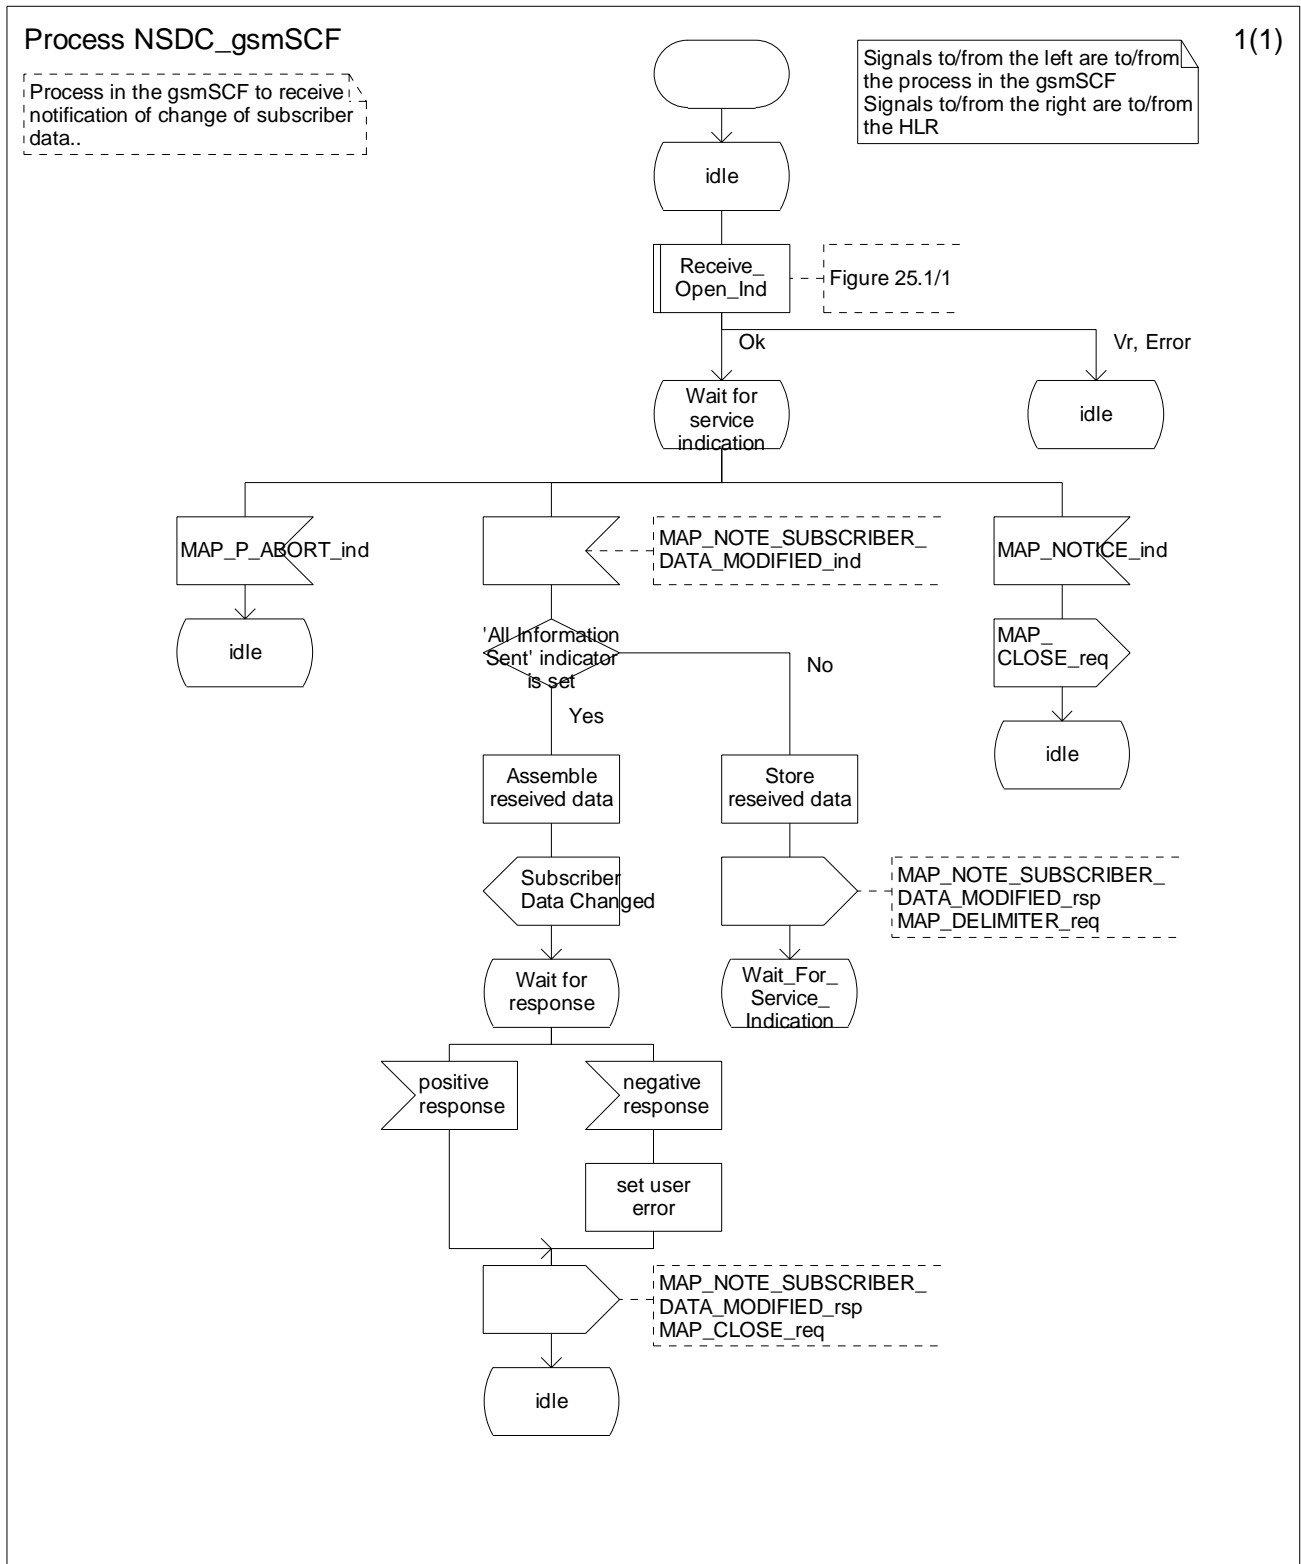 Process NSDC_gsmSCF
1(1)
Process in the gsmSCF to receive
notification of change of subscriber
data..
Signals to/from the left are to/from
the process in the gsmSCF
Signals to/from the right are to/from
the HLR
idle
Receive_
Open_Ind
Figure 25.1/1
Ok
Vr, Error
Wait for
service
indication
idle
MAP_P_ABORT_ind
MAP_NOTE_SUBSCRIBER_
DATA_MODIFIED_ind
MAP_NOTICE_ind
idle
'All Information
Sent' indicator
is set
No
Yes
MAP_
CLOSE_req
idle
Assemble
reseived data
Store
reseived data
Subscriber
Data Changed
MAP_NOTE_SUBSCRIBER_
DATA_MODIFIED_rsp
MAP_DELIMITER_req
Wait for
response
Wait_For_
Service_
Indication
positive
response
negative
response
set user
error
MAP_NOTE_SUBSCRIBER_
DATA_MODIFIED_rsp
MAP_CLOSE_req
idle